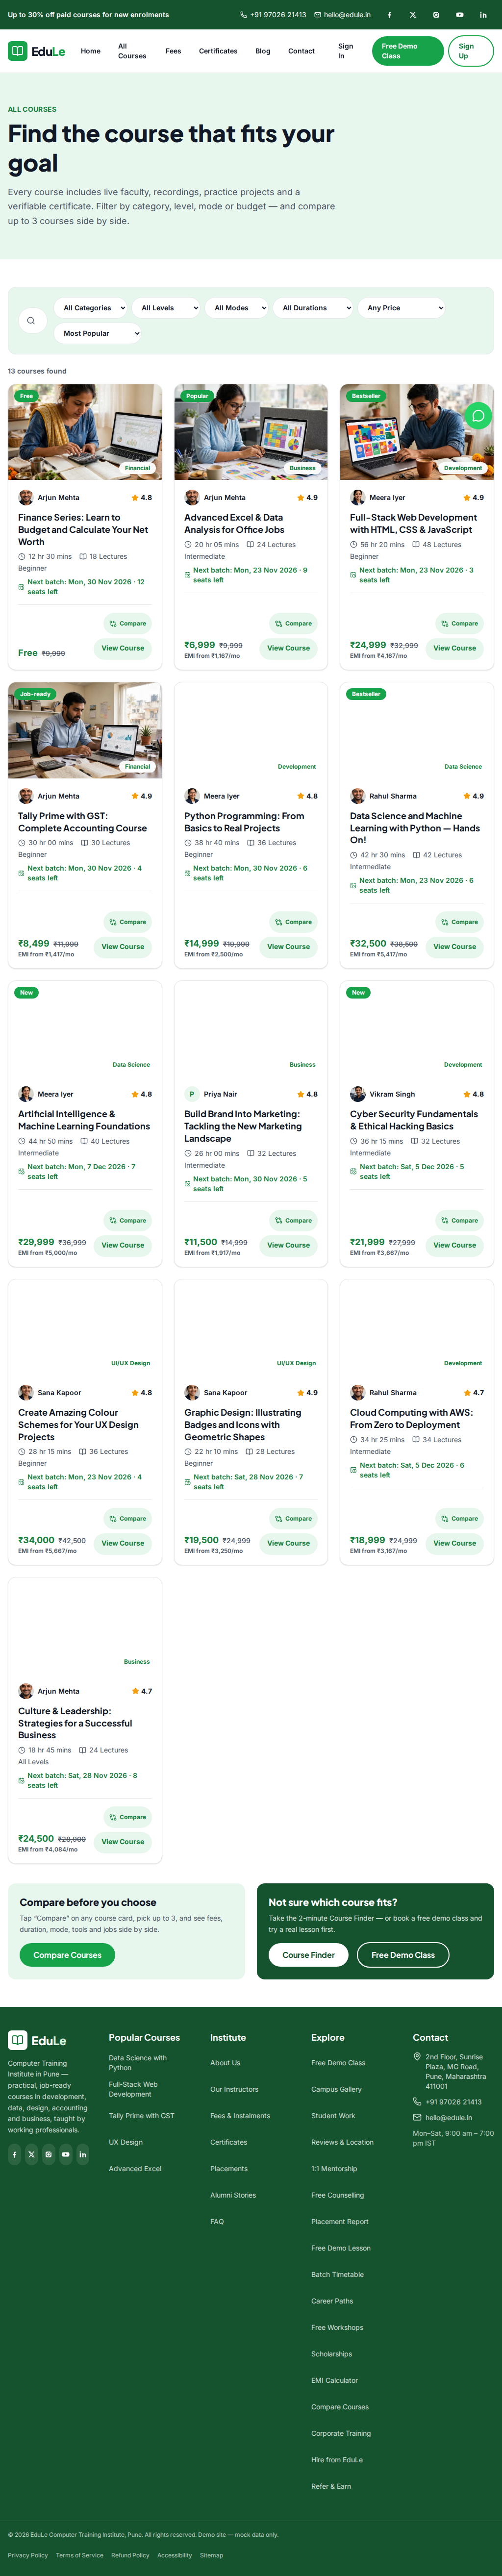 Up to 30% off paid courses for new enrolments
+91 97026 21413
hello@edule.in
EduLe
Home
All Courses
Fees
Certificates
Blog
Contact
Sign In
Free Demo Class
Sign Up
ALL COURSES
Find the course that fits your
goal
Every course includes live faculty, recordings, practice projects and a
verifiable certificate. Filter by category, level, mode or budget — and compare
up to 3 courses side by side.
All Categories
All Levels
All Modes
All Durations
Any Price
Most Popular
13 courses found
Free
Financial
Arjun Mehta
4.8
Finance Series: Learn to
Budget and Calculate Your Net
Worth
12 hr 30 mins
18 Lectures
Beginner
Next batch: Mon, 30 Nov 2026 · 12
seats left
Compare
Free ₹9,999
View Course
Popular
Business
Arjun Mehta
4.9
Advanced Excel & Data
Analysis for Office Jobs
20 hr 05 mins
24 Lectures
Intermediate
Next batch: Mon, 23 Nov 2026 · 9
seats left
Compare
₹6,999 ₹9,999
EMI from ₹1,167/mo
View Course
Bestseller
Development
Meera Iyer
4.9
Full-Stack Web Development
with HTML, CSS & JavaScript
56 hr 20 mins
48 Lectures
Beginner
Next batch: Mon, 23 Nov 2026 · 3
seats left
Compare
₹24,999 ₹32,999
EMI from ₹4,167/mo
View Course
Job-ready
Financial
Arjun Mehta
4.9
Tally Prime with GST:
Complete Accounting Course
30 hr 00 mins
30 Lectures
Beginner
Next batch: Mon, 30 Nov 2026 · 4
seats left
Compare
₹8,499 ₹11,999
EMI from ₹1,417/mo
View Course
Development
Meera Iyer
4.8
Python Programming: From
Basics to Real Projects
38 hr 40 mins
36 Lectures
Beginner
Next batch: Mon, 30 Nov 2026 · 6
seats left
Compare
₹14,999 ₹19,999
EMI from ₹2,500/mo
View Course
Bestseller
Data Science
Rahul Sharma
4.9
Data Science and Machine
Learning with Python — Hands
On!
42 hr 30 mins
42 Lectures
Intermediate
Next batch: Mon, 23 Nov 2026 · 6
seats left
Compare
₹32,500 ₹38,500
EMI from ₹5,417/mo
View Course
New
Data Science
Meera Iyer
4.8
Artificial Intelligence &
Machine Learning Foundations
44 hr 50 mins
40 Lectures
Intermediate
Next batch: Mon, 7 Dec 2026 · 7
seats left
Compare
₹29,999 ₹36,999
EMI from ₹5,000/mo
View Course
Business
P
Priya Nair
4.8
Build Brand Into Marketing:
Tackling the New Marketing
Landscape
26 hr 00 mins
32 Lectures
Intermediate
Next batch: Mon, 30 Nov 2026 · 5
seats left
Compare
₹11,500 ₹14,999
EMI from ₹1,917/mo
View Course
New
Development
Vikram Singh
4.8
Cyber Security Fundamentals
& Ethical Hacking Basics
36 hr 15 mins
32 Lectures
Intermediate
Next batch: Sat, 5 Dec 2026 · 5
seats left
Compare
₹21,999 ₹27,999
EMI from ₹3,667/mo
View Course
UI/UX Design
Sana Kapoor
4.8
Create Amazing Colour
Schemes for Your UX Design
Projects
28 hr 15 mins
36 Lectures
Beginner
Next batch: Mon, 23 Nov 2026 · 4
seats left
Compare
₹34,000 ₹42,500
EMI from ₹5,667/mo
View Course
UI/UX Design
Sana Kapoor
4.9
Graphic Design: Illustrating
Badges and Icons with
Geometric Shapes
22 hr 10 mins
28 Lectures
Beginner
Next batch: Sat, 28 Nov 2026 · 7
seats left
Compare
₹19,500 ₹24,999
EMI from ₹3,250/mo
View Course
Development
Rahul Sharma
4.7
Cloud Computing with AWS:
From Zero to Deployment
34 hr 25 mins
34 Lectures
Intermediate
Next batch: Sat, 5 Dec 2026 · 6
seats left
Compare
₹18,999 ₹24,999
EMI from ₹3,167/mo
View Course
Business
Arjun Mehta
4.7
Culture & Leadership:
Strategies for a Successful
Business
18 hr 45 mins
24 Lectures
All Levels
Next batch: Sat, 28 Nov 2026 · 8
seats left
Compare
₹24,500 ₹28,900
EMI from ₹4,084/mo
View Course
Compare before you choose
Tap “Compare” on any course card, pick up to 3, and see fees,
duration, mode, tools and jobs side by side.
Compare Courses
Not sure which course fits?
Take the 2-minute Course Finder — or book a free demo class and
try a real lesson first.
Course Finder
Free Demo Class
EduLe
Computer Training
Institute in Pune —
practical, job-ready
courses in development,
data, design, accounting
and business, taught by
working professionals.
Popular Courses
Data Science with
Python
Full-Stack Web
Development
Tally Prime with GST
UX Design
Advanced Excel
Institute
About Us
Our Instructors
Fees & Instalments
Certificates
Placements
Alumni Stories
FAQ
Explore
Free Demo Class
Campus Gallery
Student Work
Reviews & Location
1:1 Mentorship
Free Counselling
Placement Report
Free Demo Lesson
Batch Timetable
Career Paths
Free Workshops
Scholarships
EMI Calculator
Compare Courses
Corporate Training
Hire from EduLe
Refer & Earn
Contact
2nd Floor, Sunrise
Plaza, MG Road,
Pune, Maharashtra
411001
+91 97026 21413
hello@edule.in
Mon–Sat, 9:00 am – 7:00
pm IST
© 2026 EduLe Computer Training Institute, Pune. All rights reserved. Demo site — mock data only.
Privacy Policy
Terms of Service
Refund Policy
Accessibility
Sitemap